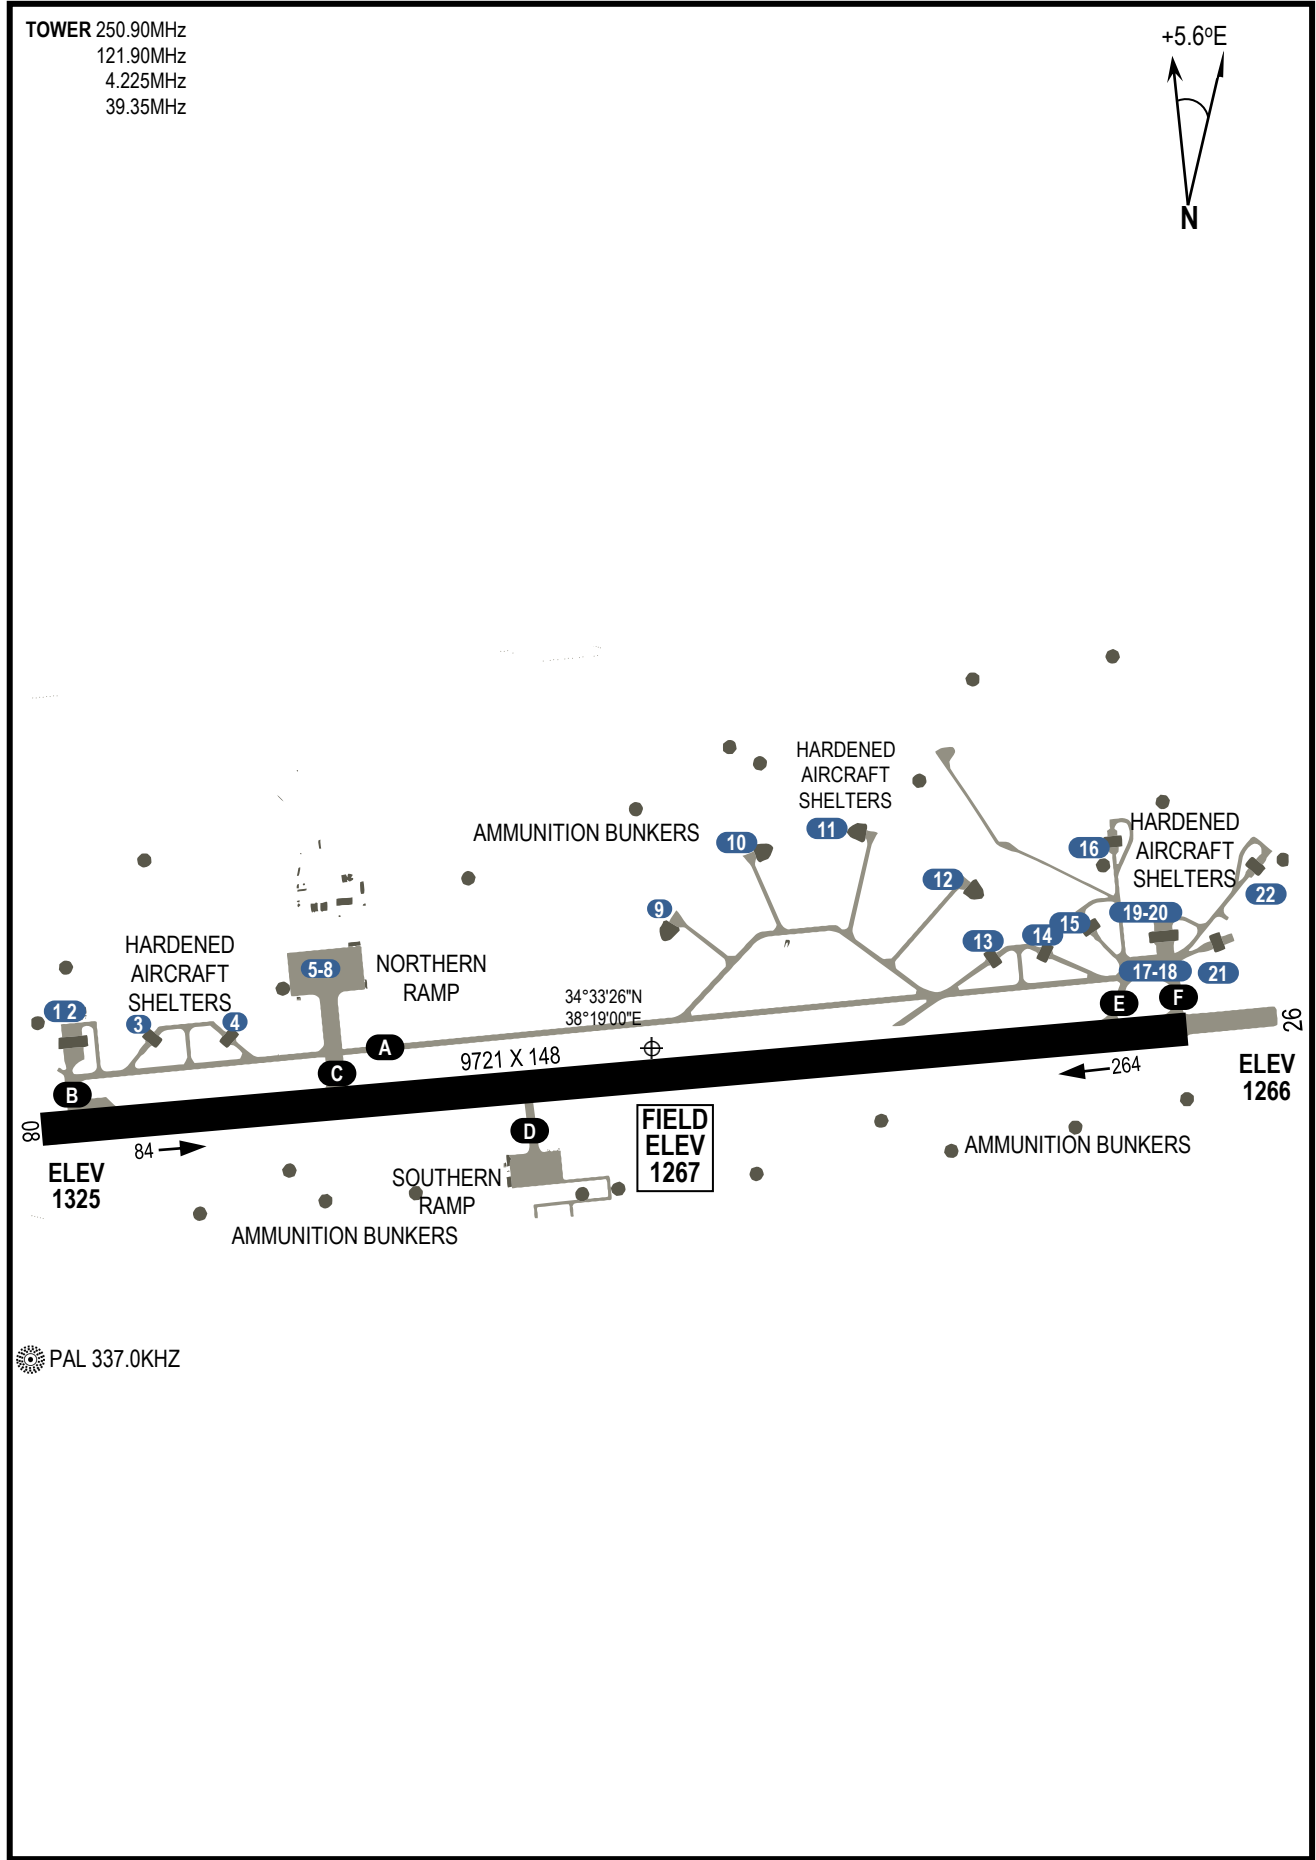 TOWER 250.90MHz
121.90MHz
4.225MHz
39.35MHz
+5.6ºE
N
HARDENED
AIRCRAFT
SHELTERS
11
AMMUNITION BUNKERS
10
16
HARDENED
AIRCRAFT
SHELTERS
12
22
9
19-20
15
14
13
HARDENED
AIRCRAFT
SHELTERS
5-8
NORTHERN
RAMP
17-18
21
1 2
3
4
34°33'26"N
38°19'00"E
E
F
A
9721 X 148
C
B
26
264
ELEV
1266
80
84
D
FIELD
ELEV
1267
AMMUNITION BUNKERS
ELEV
1325
SOUTHERN
RAMP
AMMUNITION BUNKERS
PAL 337.0KHZ